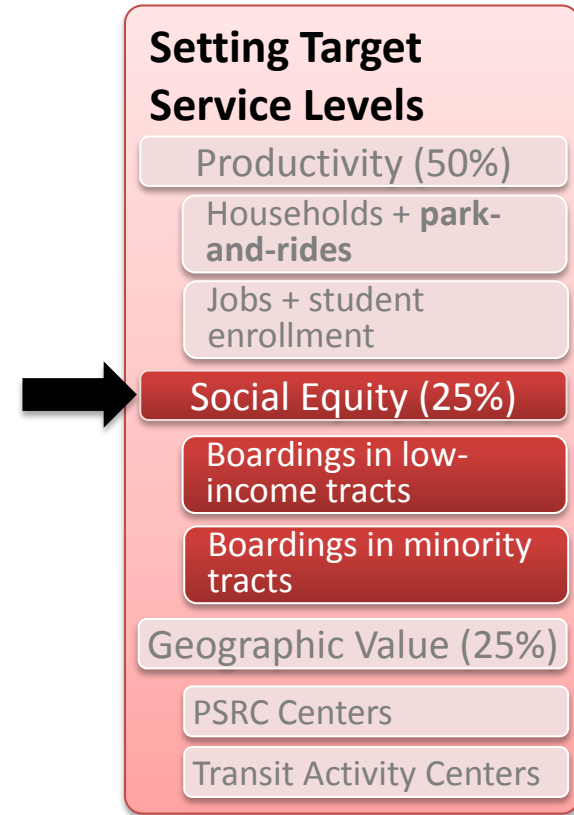 Setting Target
Service Levels
Productivity (50%)
Households + park-
and-rides
Jobs + student
enrollment
Social Equity (25%)
Boardings in low-
income tracts
Boardings in minority
tracts
Geographic Value (25%)
PSRC Centers
Transit Activity Centers